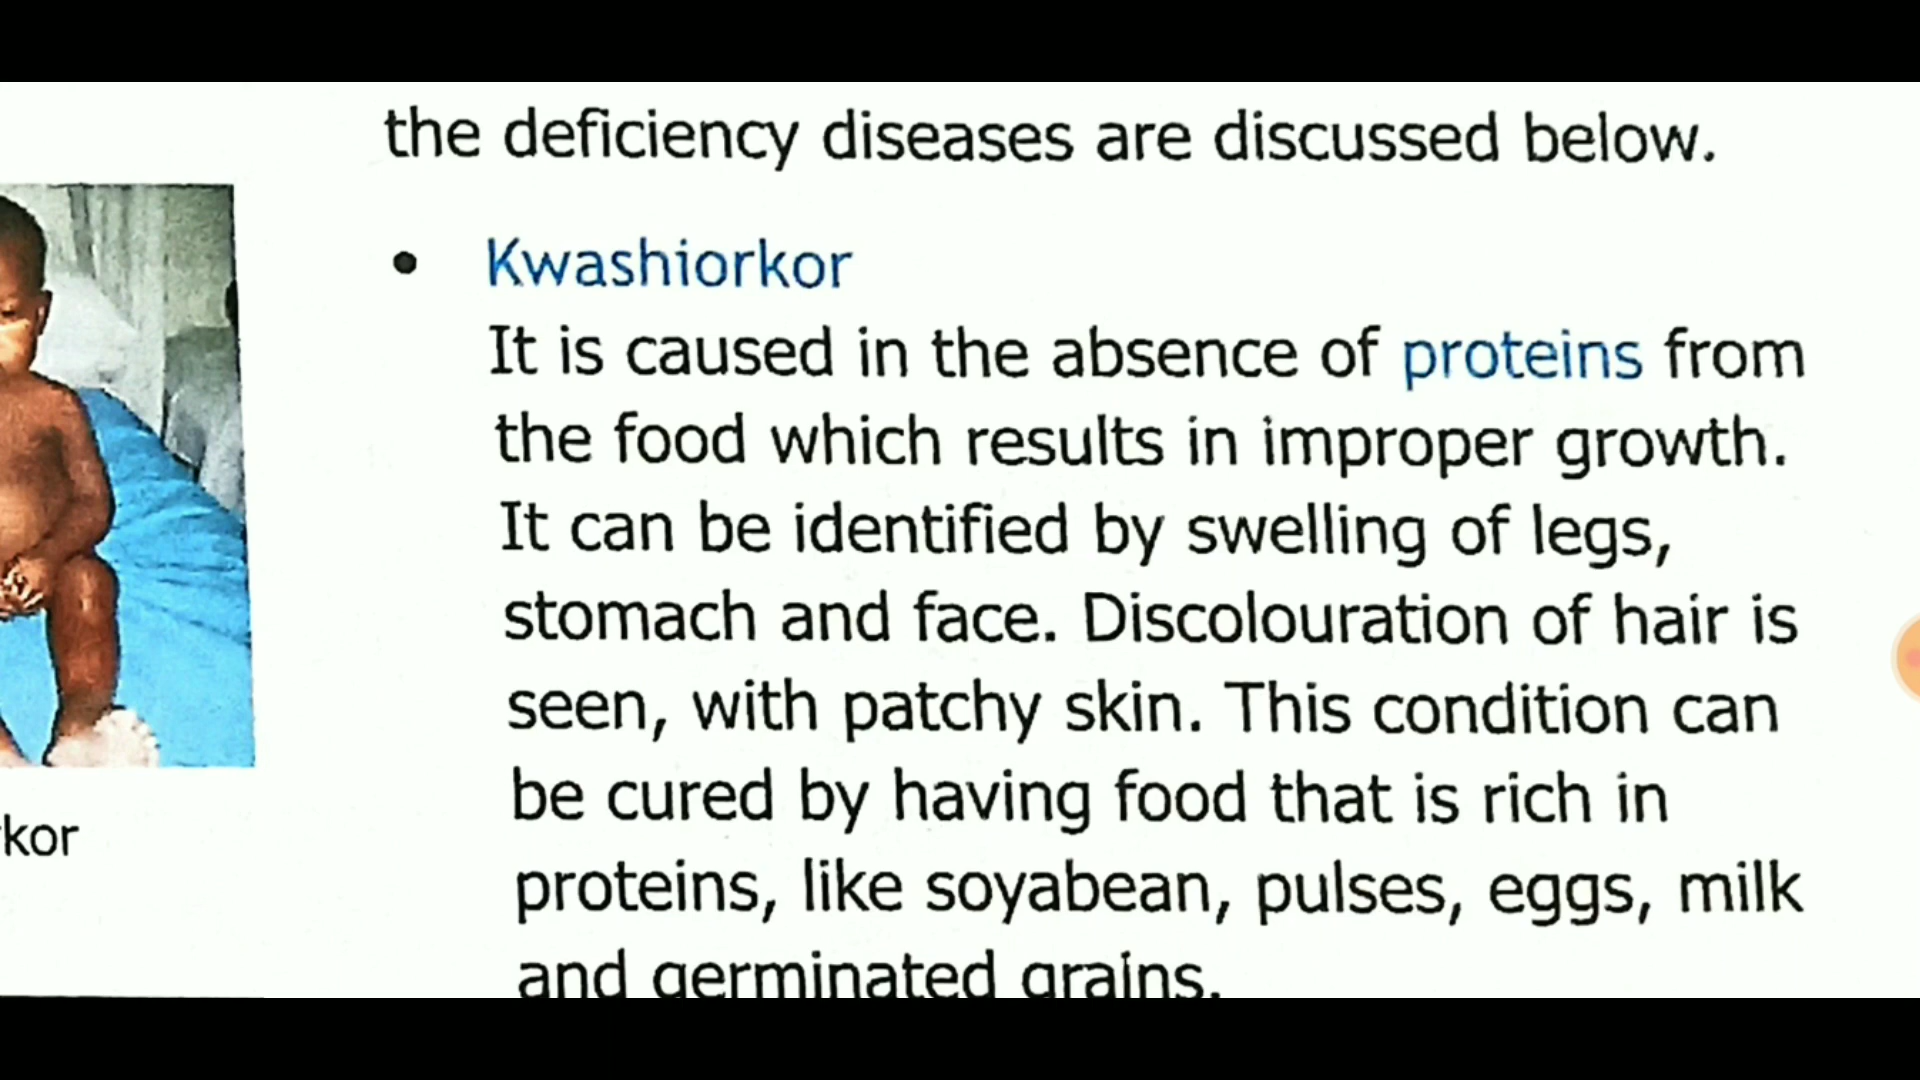 the deficiency diseases are discussed below.
• Kwashiorkor
It is caused in the absence of proteins from
the food which results in improper growth.
It can be identified by swelling of legs,
stomach and face. Discolouration of hair is
seen, with patchy skin. This condition can
be cured by having food that is rich in
proteins, like soyabean, pulses, eggs, milk
and germinated grains.
kor